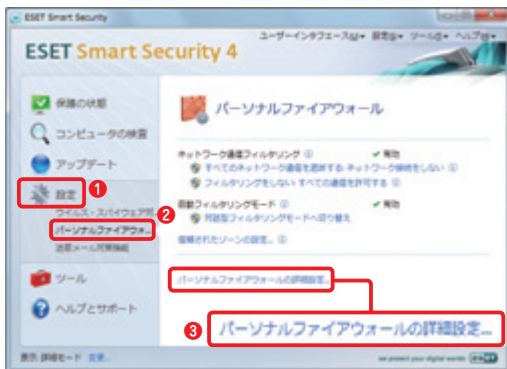 ESET Smart Security
ESET Smart Security 4
ユーザーインタフェース(U)▼ 設定(S)▼ ツール(O)▼ ヘルプ(H)▼
保護の状態
コンピュータの検査
アップデート
設定
1
ウイルス・スパイウェア対...
2
パーソナルファイアウォ...
迷惑メール対策機能
ツール
ヘルプとサポート
表示: 詳細モード 変更...
パーソナルファイアウォール
ネットワーク通信フィルタリング 有効
すべてのネットワーク通信を遮断する: ネットワーク接続をしない
フィルタリングをしない: すべての通信を許可する
自動フィルタリングモード 有効
対話型フィルタリングモードへ切り替え
信頼されたゾーンの設定...
パーソナルファイアウォールの詳細設定...
3
パーソナルファイアウォールの詳細設定...
we protect your digital worlds eset